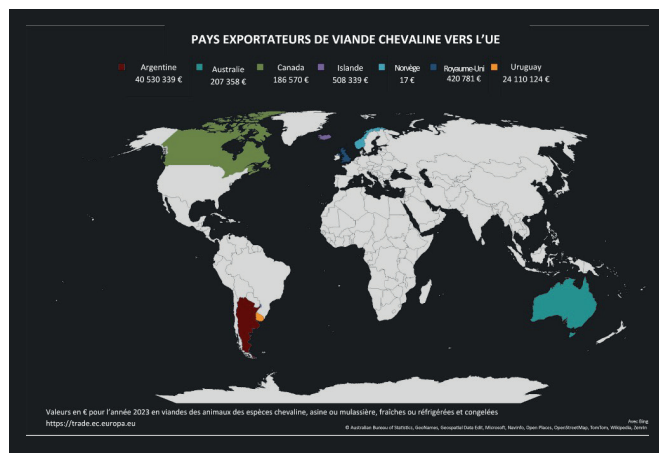 PAYS EXPORTATEURS DE VIANDE CHEVALINE VERS L'UE
Argentine
40 530 339 €
Australie
207 358 €
Canada
186 570 €
Islande
508 339 €
Norvège
17 €
Royaume-Uni
420 781 €
Uruguay
24 110 124 €
Valeurs en € pour l'année 2023 en viandes des animaux des espèces chevaline, asine ou mulassière, fraîches ou réfrigérées et congelées
https://trade.ec.europa.eu
Avec Bing
© Australian Bureau of Statistics, GeoNames, Geospatial Data Edit, Microsoft, Navinfo, Open Places, OpenStreetMap, TomTom, Wikipedia, Zenrin